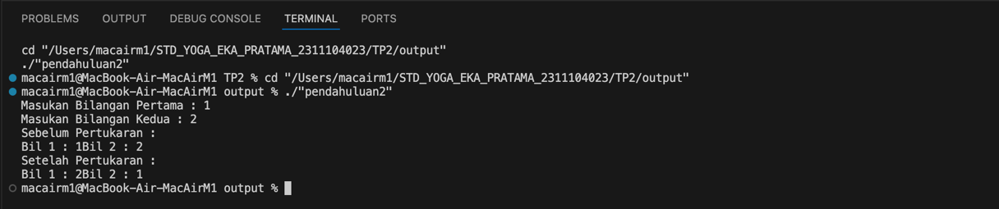 PROBLEMS OUTPUT DEBUG CONSOLE TERMINAL PORTS
cd "/Users/macairm1/STD_YOGA_EKA_PRATAMA_2311104023/TP2/output"
./"pendahuluan2"
macairm1@MacBook-Air-MacAirM1 TP2 % cd "/Users/macairm1/STD_YOGA_EKA_PRATAMA_2311104023/TP2/output"
macairm1@MacBook-Air-MacAirM1 output % ./"pendahuluan2"
Masukan Bilangan Pertama : 1
Masukan Bilangan Kedua : 2
Sebelum Pertukaran :
Bil 1 : 1Bil 2 : 2
Setelah Pertukaran :
Bil 1 : 2Bil 2 : 1
macairm1@MacBook-Air-MacAirM1 output %